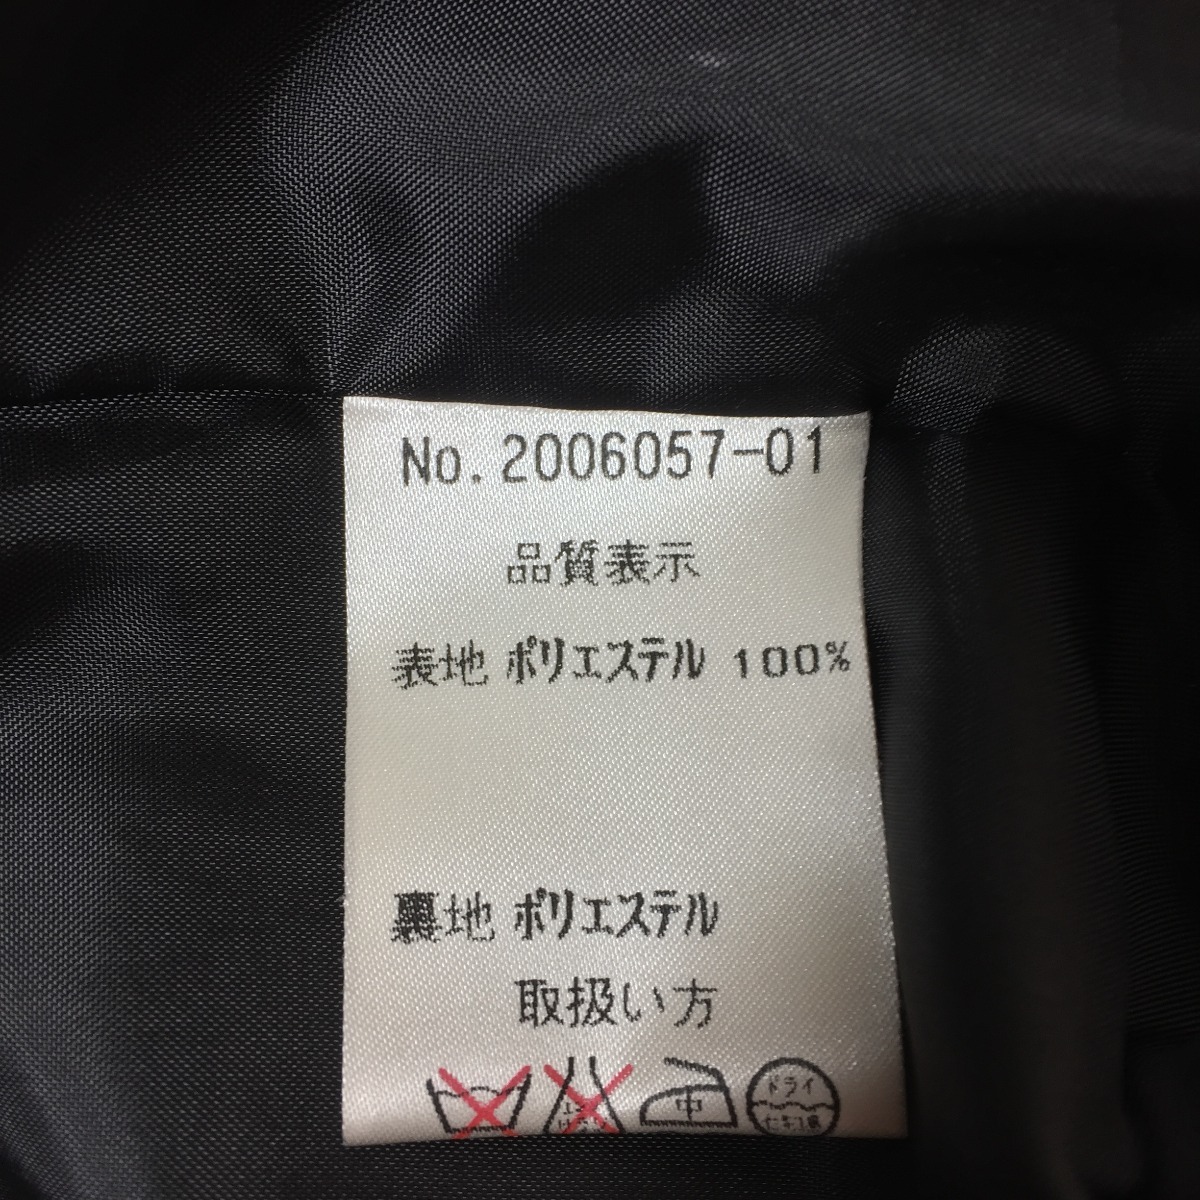 No. 2006057-01
品質表示
表地 ポリエステル 100%
裏地 ポリエステル
取扱い方
中 ドライ